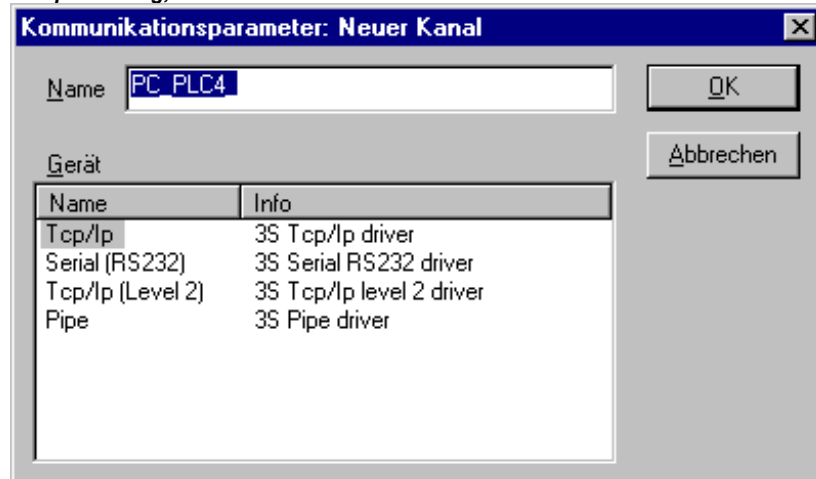 Kommunikationsparameter: Neuer Kanal
Name PC_PLC4_ OK
Abbrechen
Gerät
Name Info
Tcp/Ip 3S Tcp/Ip driver
Serial (RS232) 3S Serial RS232 driver
Tcp/Ip (Level 2) 3S Tcp/Ip level 2 driver
Pipe 3S Pipe driver